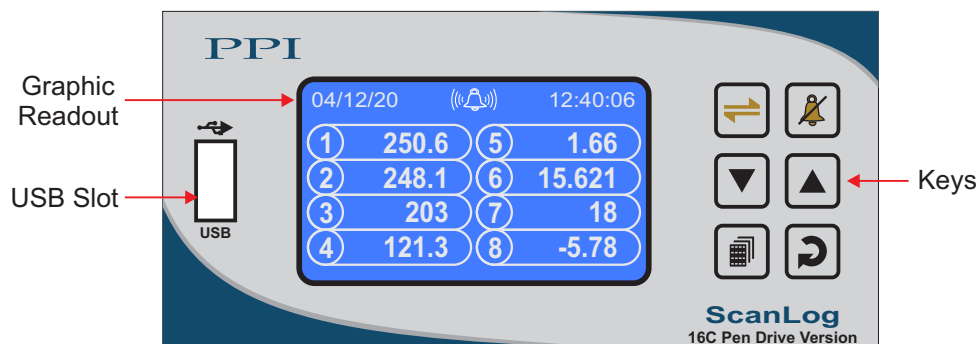 PPI
Graphic
Readout
04/12/20 12:40:06
1 250.6 5 1.66
2 248.1 6 15.621
3 203 7 18
4 121.3 8 -5.78
USB Slot
USB
Keys
ScanLog
16C Pen Drive Version